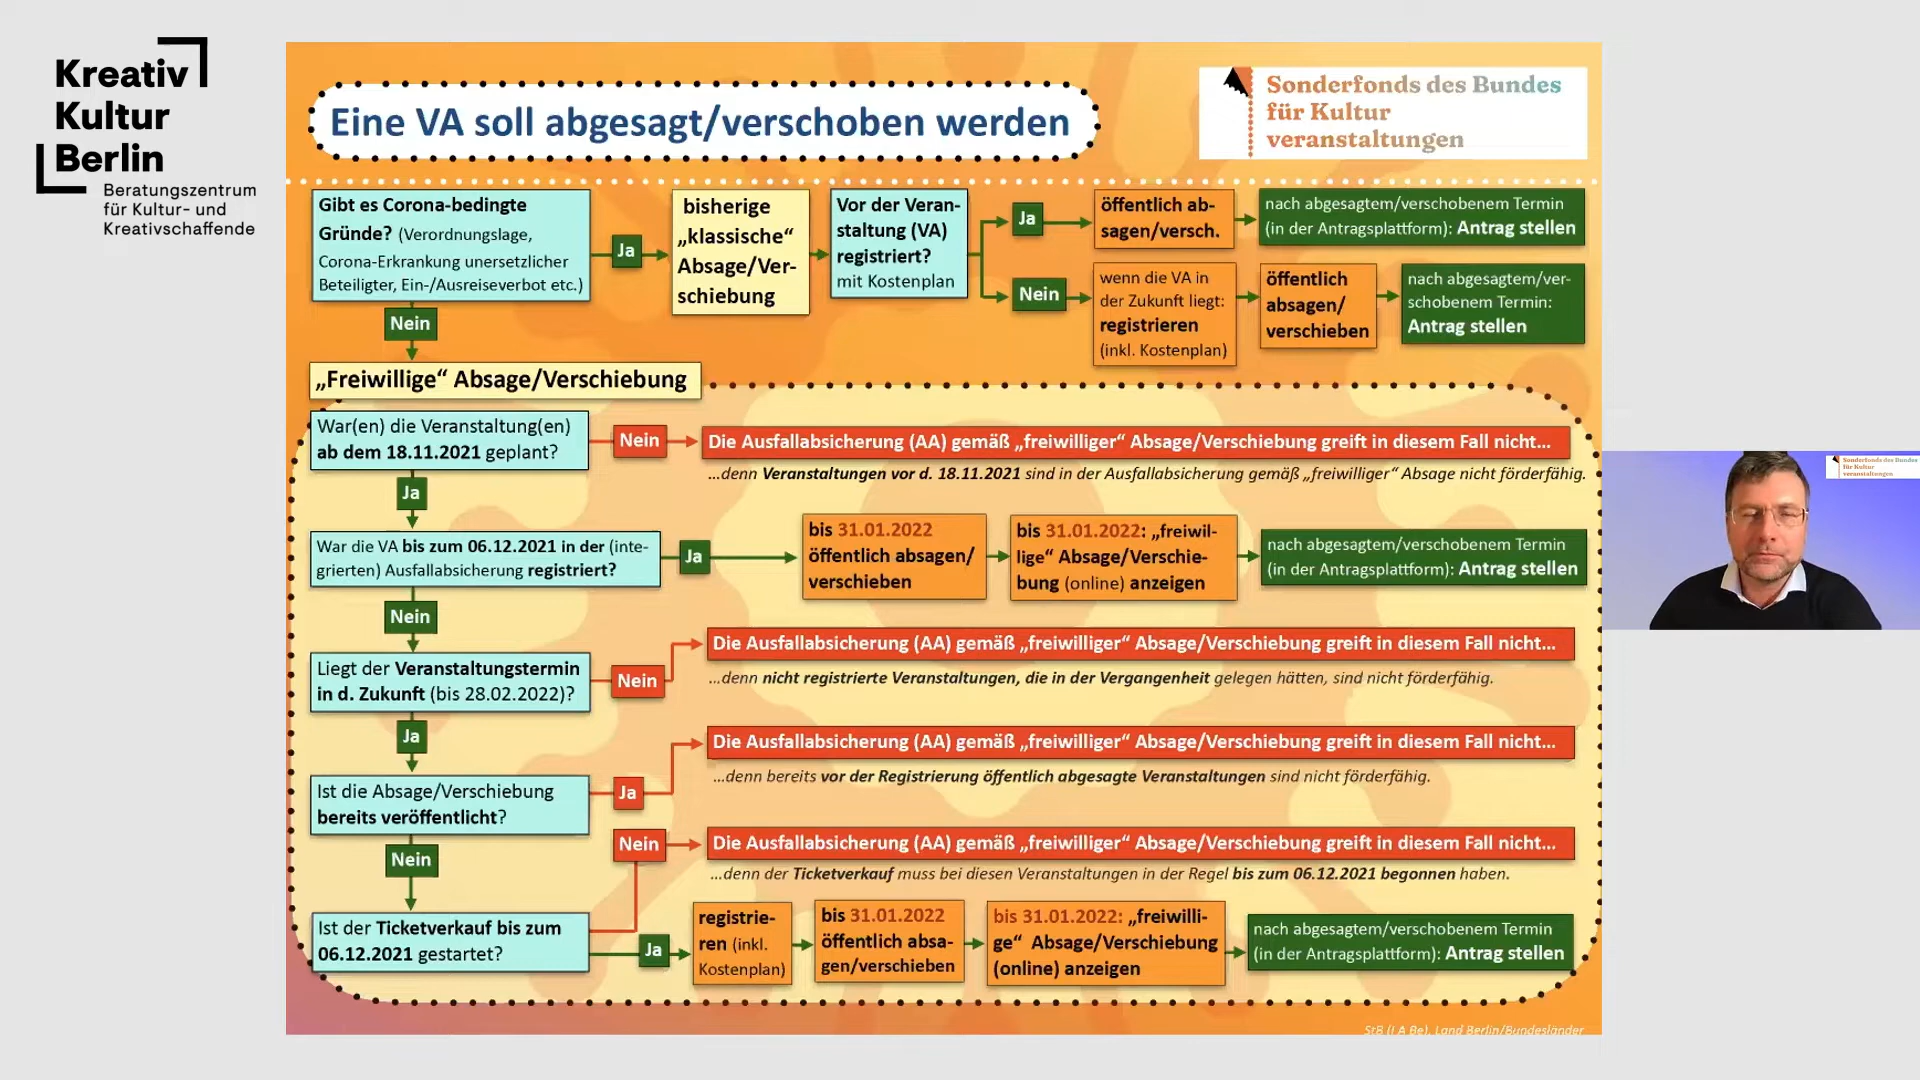 Kreativ
Kultur
Berlin
Beratungszentrum
für Kultur- und
Kreativschaffende
Eine VA soll abgesagt/verschoben werden
Sonderfonds des Bundes
für Kultur
veranstaltungen
Gibt es Corona-bedingte
Gründe? (Verordnungslage,
Corona-Erkrankung unersetzlicher
Beteiligter, Ein-/Ausreiseverbot etc.)
Ja
bisherige
„klassische“
Absage/Ver-
schiebung
Vor der Veran-
staltung (VA)
registriert?
mit Kostenplan
Ja
öffentlich ab-
sagen/versch.
nach abgesagtem/verschobenem Termin
(in der Antragsplattform): Antrag stellen
Nein
wenn die VA in
der Zukunft liegt:
registrieren
(inkl. Kostenplan)
öffentlich
absagen/
verschieben
nach abgesagtem/ver-
schobenem Termin:
Antrag stellen
Nein
„Freiwillige“ Absage/Verschiebung
War(en) die Veranstaltung(en)
ab dem 18.11.2021 geplant?
Nein
Die Ausfallabsicherung (AA) gemäß „freiwilliger“ Absage/Verschiebung greift in diesem Fall nicht...
...denn Veranstaltungen vor d. 18.11.2021 sind in der Ausfallabsicherung gemäß „freiwilliger“ Absage nicht förderfähig.
Ja
War die VA bis zum 06.12.2021 in der (inte-
grierten) Ausfallabsicherung registriert?
Ja
bis 31.01.2022
öffentlich absagen/
verschieben
bis 31.01.2022: „freiwil-
lige“ Absage/Verschie-
bung (online) anzeigen
nach abgesagtem/verschobenem Termin
(in der Antragsplattform): Antrag stellen
Nein
Liegt der Veranstaltungstermin
in d. Zukunft (bis 28.02.2022)?
Nein
Die Ausfallabsicherung (AA) gemäß „freiwilliger“ Absage/Verschiebung greift in diesem Fall nicht...
...denn nicht registrierte Veranstaltungen, die in der Vergangenheit gelegen hätten, sind nicht förderfähig.
Ja
Ist die Absage/Verschiebung
bereits veröffentlicht?
Ja
Die Ausfallabsicherung (AA) gemäß „freiwilliger“ Absage/Verschiebung greift in diesem Fall nicht...
...denn bereits vor der Registrierung öffentlich abgesagte Veranstaltungen sind nicht förderfähig.
Nein
Ist der Ticketverkauf bis zum
06.12.2021 gestartet?
Nein
Die Ausfallabsicherung (AA) gemäß „freiwilliger“ Absage/Verschiebung greift in diesem Fall nicht...
...denn der Ticketverkauf muss bei diesen Veranstaltungen in der Regel bis zum 06.12.2021 begonnen haben.
Ja
registrie-
ren (inkl.
Kostenplan)
bis 31.01.2022
öffentlich absa-
gen/verschieben
bis 31.01.2022: „freiwilli-
ge“ Absage/Verschiebung
(online) anzeigen
nach abgesagtem/verschobenem Termin
(in der Antragsplattform): Antrag stellen
Land Berlin/Bundesländer
Sonderfonds des Bundes
für Kultur
veranstaltungen